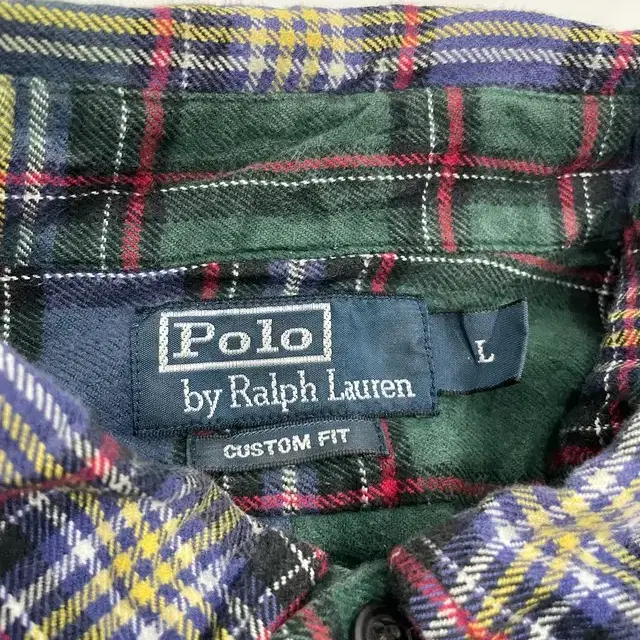 Polo
by Ralph Lauren
L
CUSTOM FIT